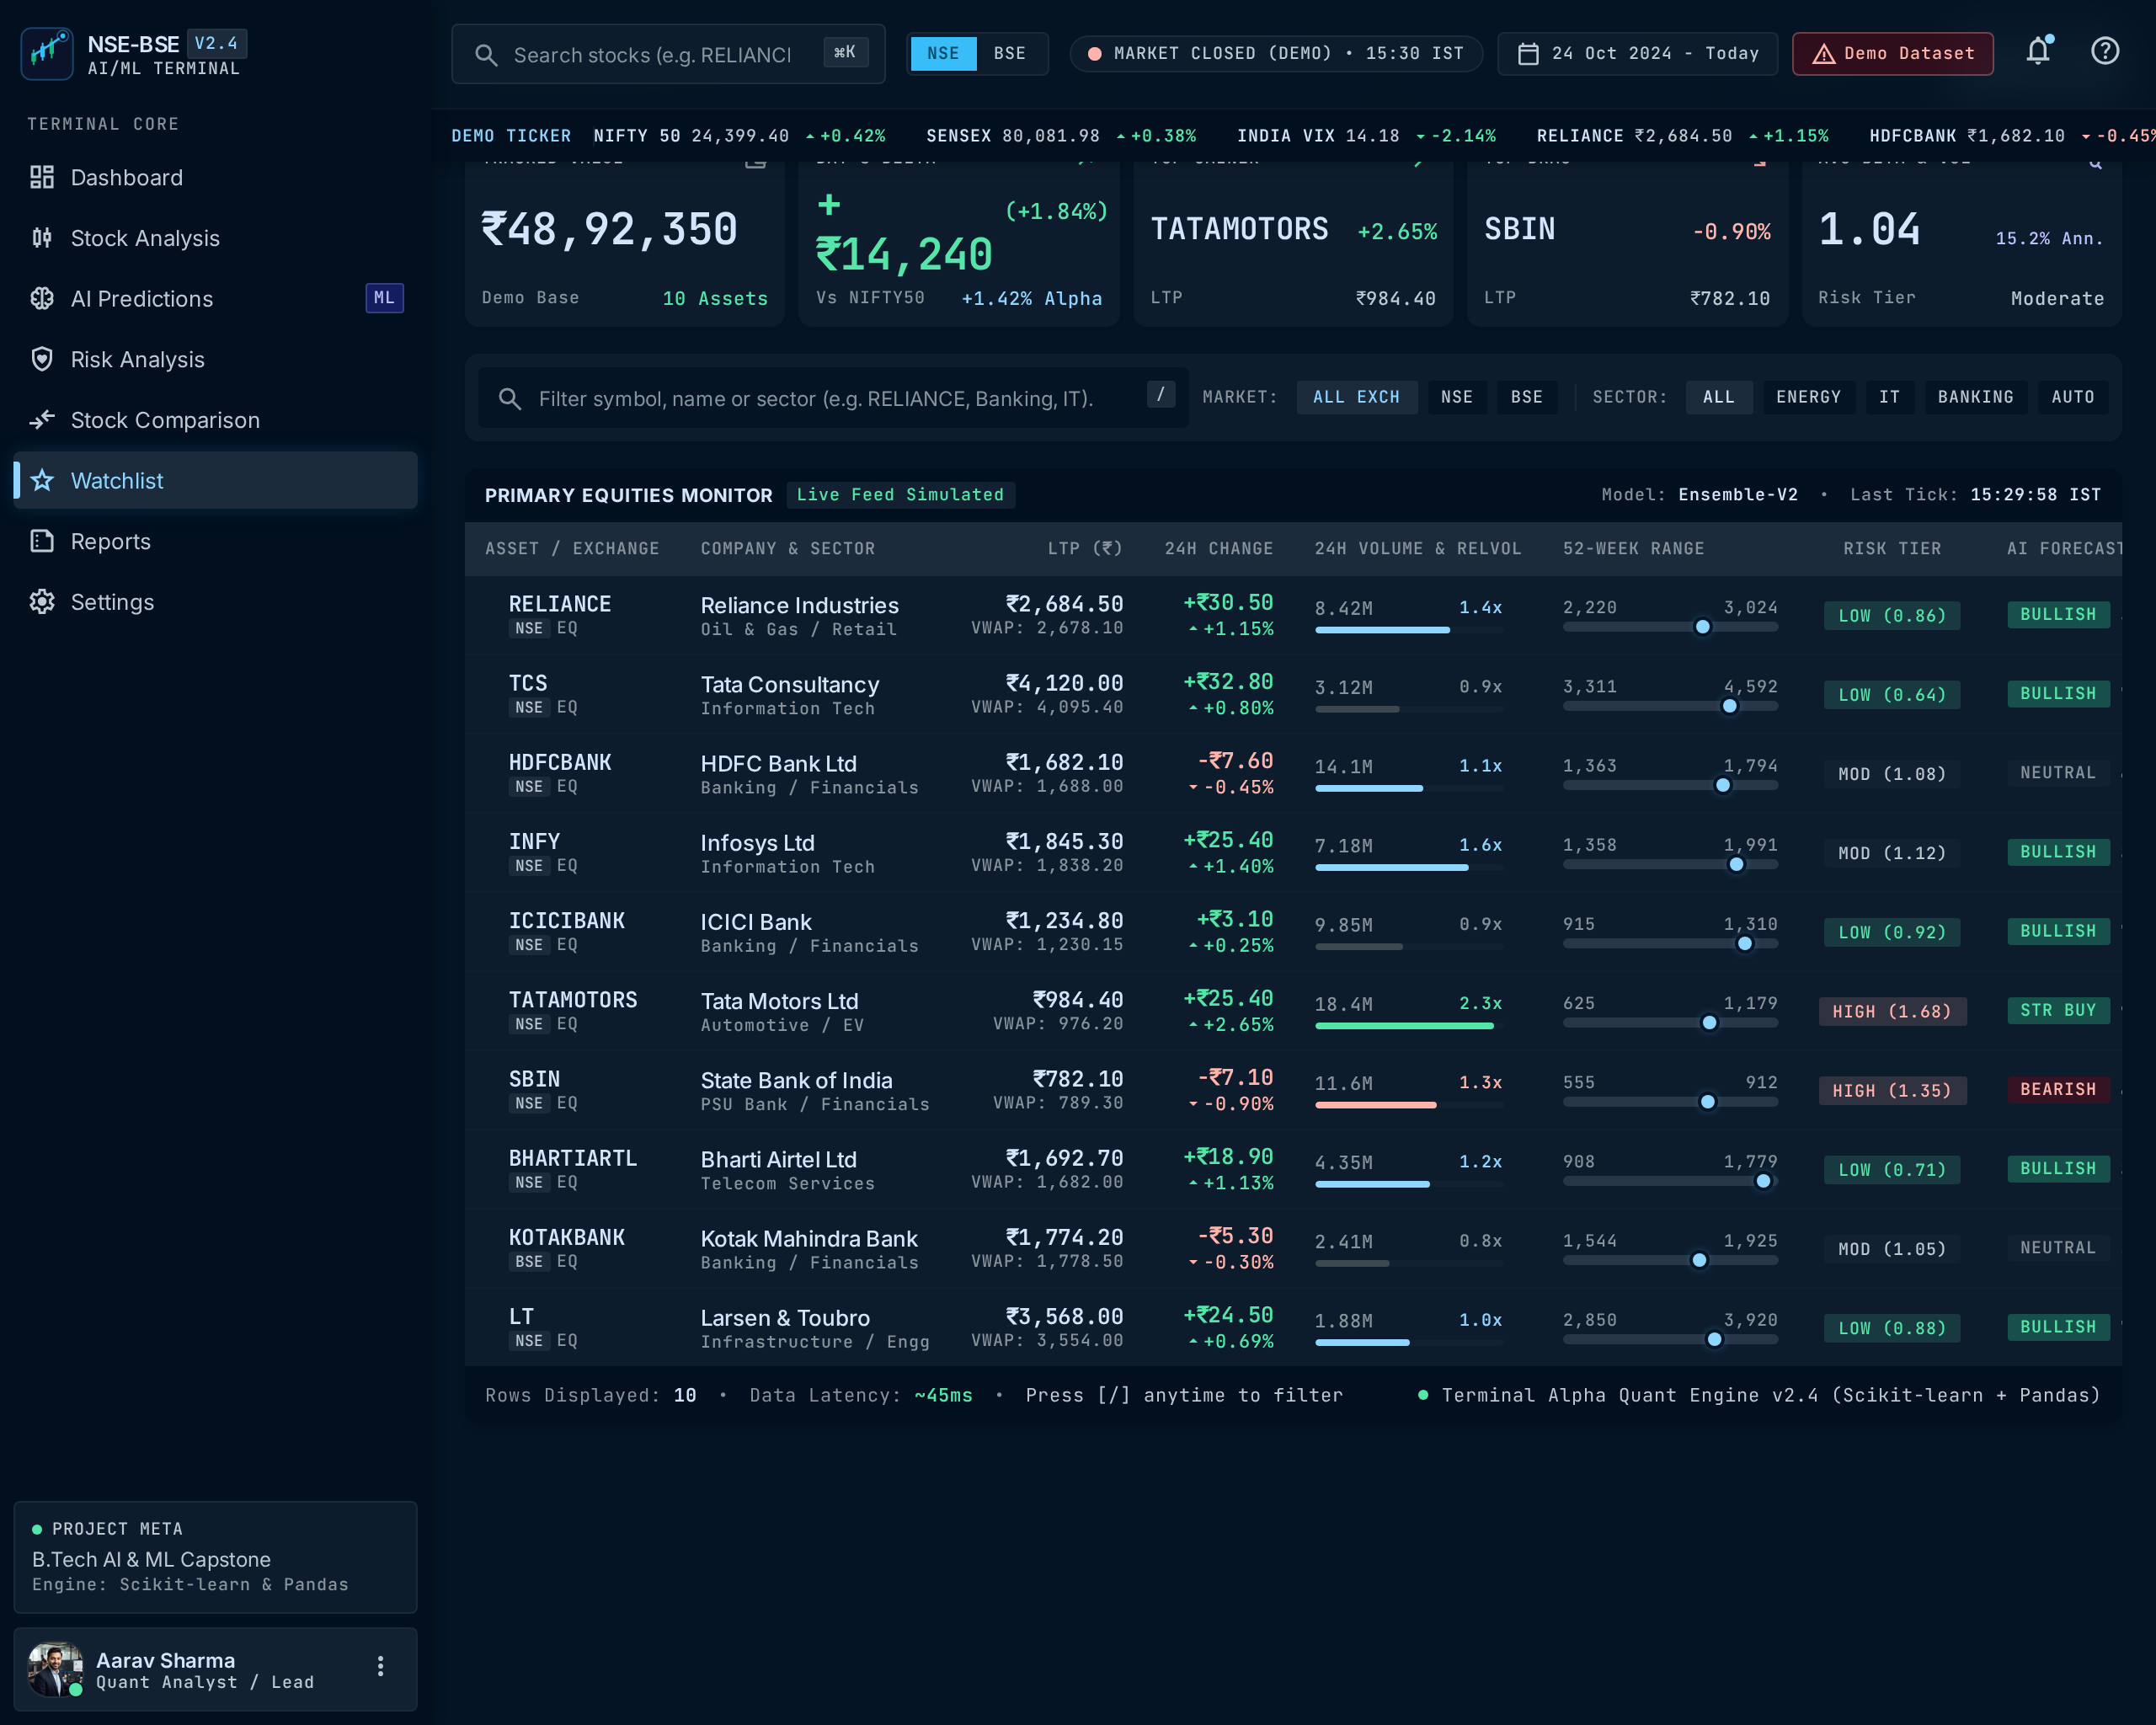 NSE-BSE V2.4
AI/ML TERMINAL
TERMINAL CORE
Dashboard
Stock Analysis
AI Predictions ML
Risk Analysis
Stock Comparison
Watchlist
Reports
Settings
PROJECT META
B.Tech AI & ML Capstone
Engine: Scikit-learn & Pandas
Aarav Sharma
Quant Analyst / Lead
Search stocks (e.g. RELIANCI ⌘K
NSE BSE
MARKET CLOSED (DEMO) • 15:30 IST
24 Oct 2024 - Today
Demo Dataset
DEMO TICKER NIFTY 50 24,399.40 +0.42% SENSEX 80,081.98 +0.38% INDIA VIX 14.18 -2.14% RELIANCE ₹2,684.50 +1.15% HDFCBANK ₹1,682.10 -0.45%
₹48,92,350
Demo Base 10 Assets
+ ₹14,240 (+1.84%)
Vs NIFTY50 +1.42% Alpha
TATAMOTORS +2.65%
LTP ₹984.40
SBIN -0.90%
LTP ₹782.10
1.04 15.2% Ann.
Risk Tier Moderate
Filter symbol, name or sector (e.g. RELIANCE, Banking, IT). /
MARKET: ALL EXCH NSE BSE SECTOR: ALL ENERGY IT BANKING AUTO
PRIMARY EQUITIES MONITOR Live Feed Simulated Model: Ensemble-V2 • Last Tick: 15:29:58 IST
ASSET / EXCHANGE COMPANY & SECTOR LTP (₹) 24H CHANGE 24H VOLUME & RELVOL 52-WEEK RANGE RISK TIER AI FORECAST
RELIANCE Reliance Industries ₹2,684.50 +₹30.50 8.42M 1.4x 2,220 3,024 LOW (0.86) BULLISH
NSE EQ Oil & Gas / Retail VWAP: 2,678.10 +1.15%
TCS Tata Consultancy ₹4,120.00 +₹32.80 3.12M 0.9x 3,311 4,592 LOW (0.64) BULLISH
NSE EQ Information Tech VWAP: 4,095.40 +0.80%
HDFCBANK HDFC Bank Ltd ₹1,682.10 -₹7.60 14.1M 1.1x 1,363 1,794 MOD (1.08) NEUTRAL
NSE EQ Banking / Financials VWAP: 1,688.00 -0.45%
INFY Infosys Ltd ₹1,845.30 +₹25.40 7.18M 1.6x 1,358 1,991 MOD (1.12) BULLISH
NSE EQ Information Tech VWAP: 1,838.20 +1.40%
ICICIBANK ICICI Bank ₹1,234.80 +₹3.10 9.85M 0.9x 915 1,310 LOW (0.92) BULLISH
NSE EQ Banking / Financials VWAP: 1,230.15 +0.25%
TATAMOTORS Tata Motors Ltd ₹984.40 +₹25.40 18.4M 2.3x 625 1,179 HIGH (1.68) STR BUY
NSE EQ Automotive / EV VWAP: 976.20 +2.65%
SBIN State Bank of India ₹782.10 -₹7.10 11.6M 1.3x 555 912 HIGH (1.35) BEARISH
NSE EQ PSU Bank / Financials VWAP: 789.30 -0.90%
BHARTIARTL Bharti Airtel Ltd ₹1,692.70 +₹18.90 4.35M 1.2x 908 1,779 LOW (0.71) BULLISH
NSE EQ Telecom Services VWAP: 1,682.00 +1.13%
KOTAKBANK Kotak Mahindra Bank ₹1,774.20 -₹5.30 2.41M 0.8x 1,544 1,925 MOD (1.05) NEUTRAL
BSE EQ Banking / Financials VWAP: 1,778.50 -0.30%
LT Larsen & Toubro ₹3,568.00 +₹24.50 1.88M 1.0x 2,850 3,920 LOW (0.88) BULLISH
NSE EQ Infrastructure / Engg VWAP: 3,554.00 +0.69%
Rows Displayed: 10 • Data Latency: ~45ms • Press [/] anytime to filter Terminal Alpha Quant Engine v2.4 (Scikit-learn + Pandas)